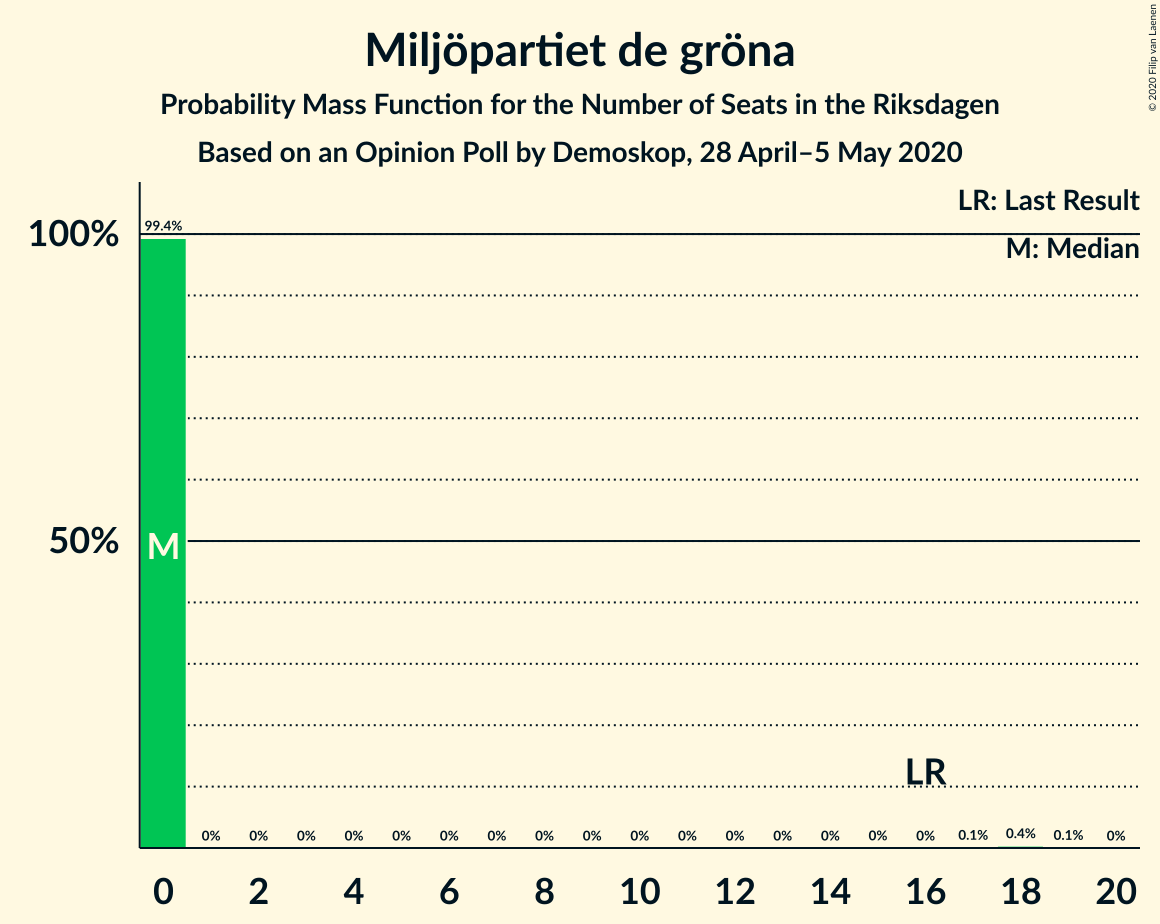 Miljöpartiet de gröna
Probability Mass Function for the Number of Seats in the Riksdagen
Based on an Opinion Poll by Demoskop, 28 April–5 May 2020
© 2020 Filip van Laenen
LR: Last Result
M: Median
100%
50%
99.4%
M
LR
0% 0% 0% 0% 0% 0% 0% 0% 0% 0% 0% 0% 0% 0% 0% 0% 0.1% 0.4% 0.1% 0%
0 2 4 6 8 10 12 14 16 18 20